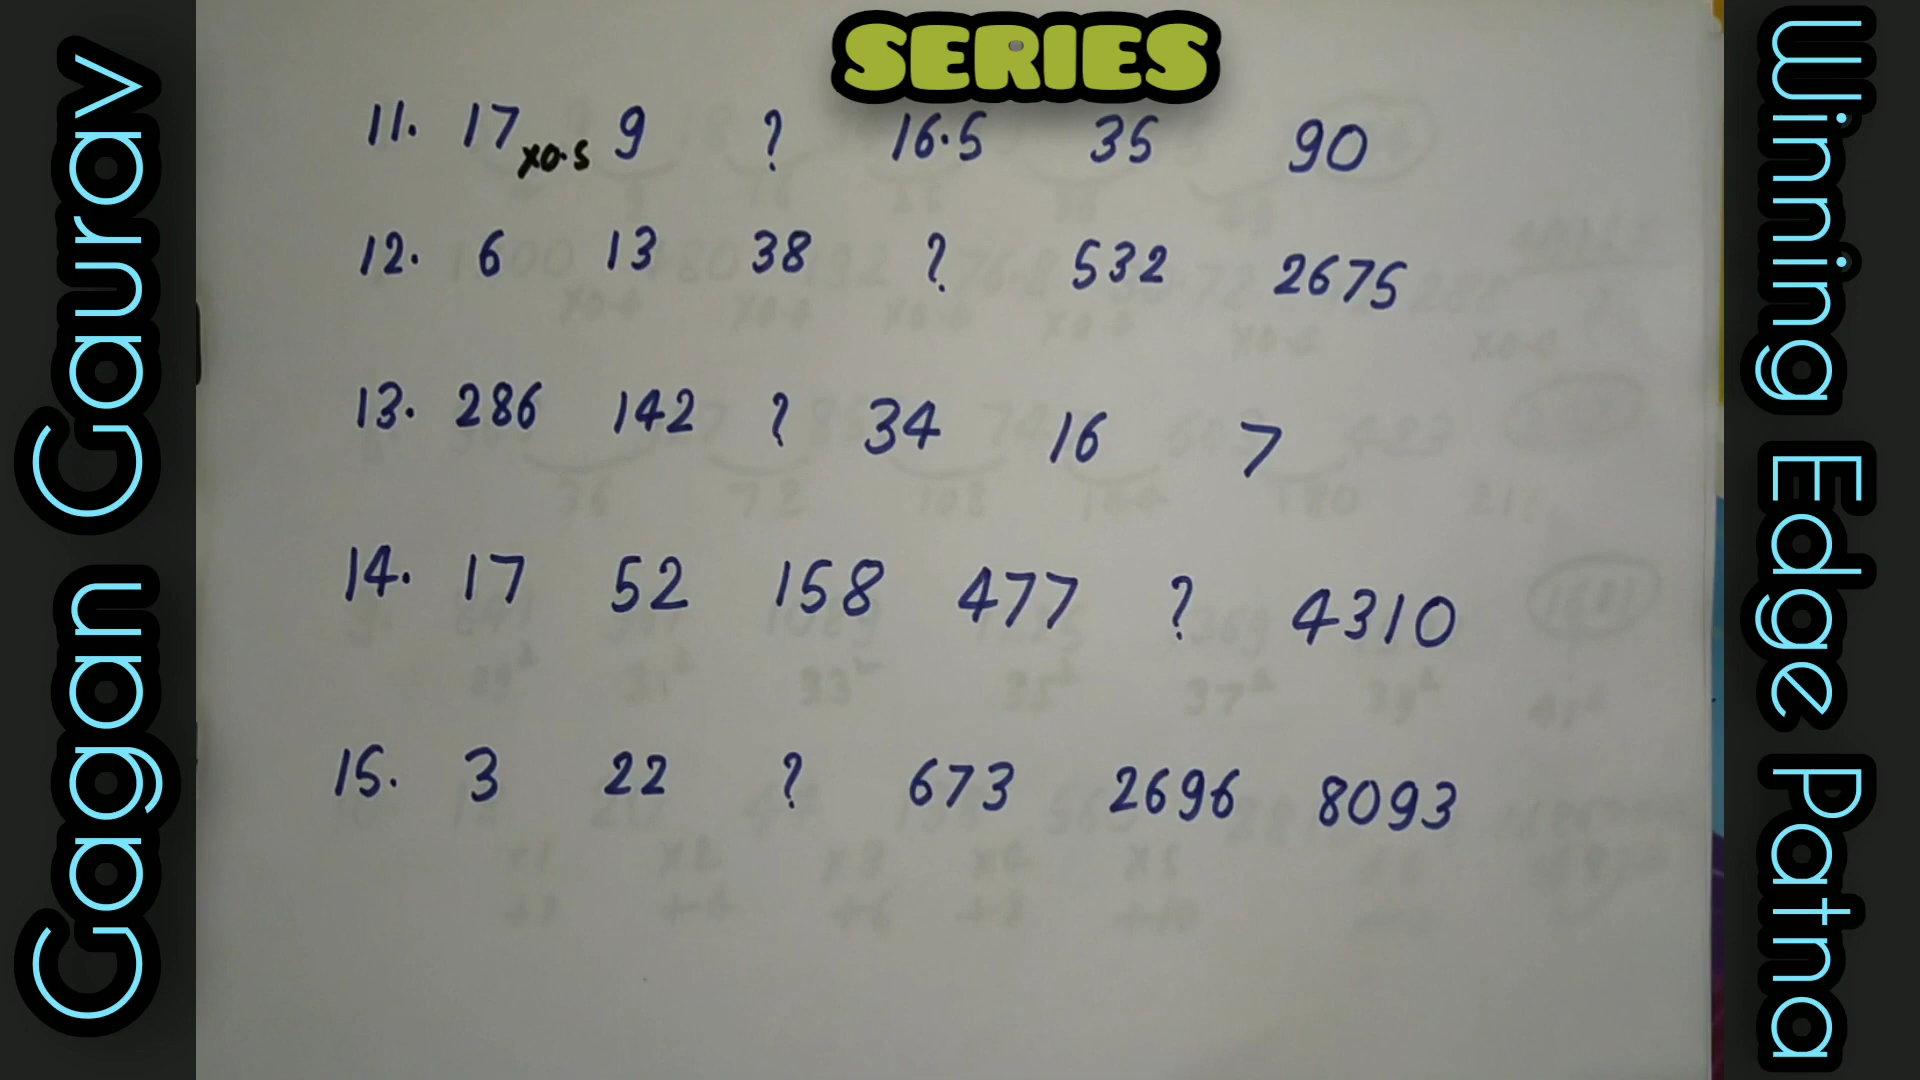 SERIES
Gagan Gaurav
11. 17 x0.5 9 ? 16.5 35 90
12. 6 13 38 ? 532 2675
13. 286 142 ? 34 16 7
14. 17 52 158 477 ? 4310
15. 3 22 ? 673 2696 8093
Winning Edge Patna